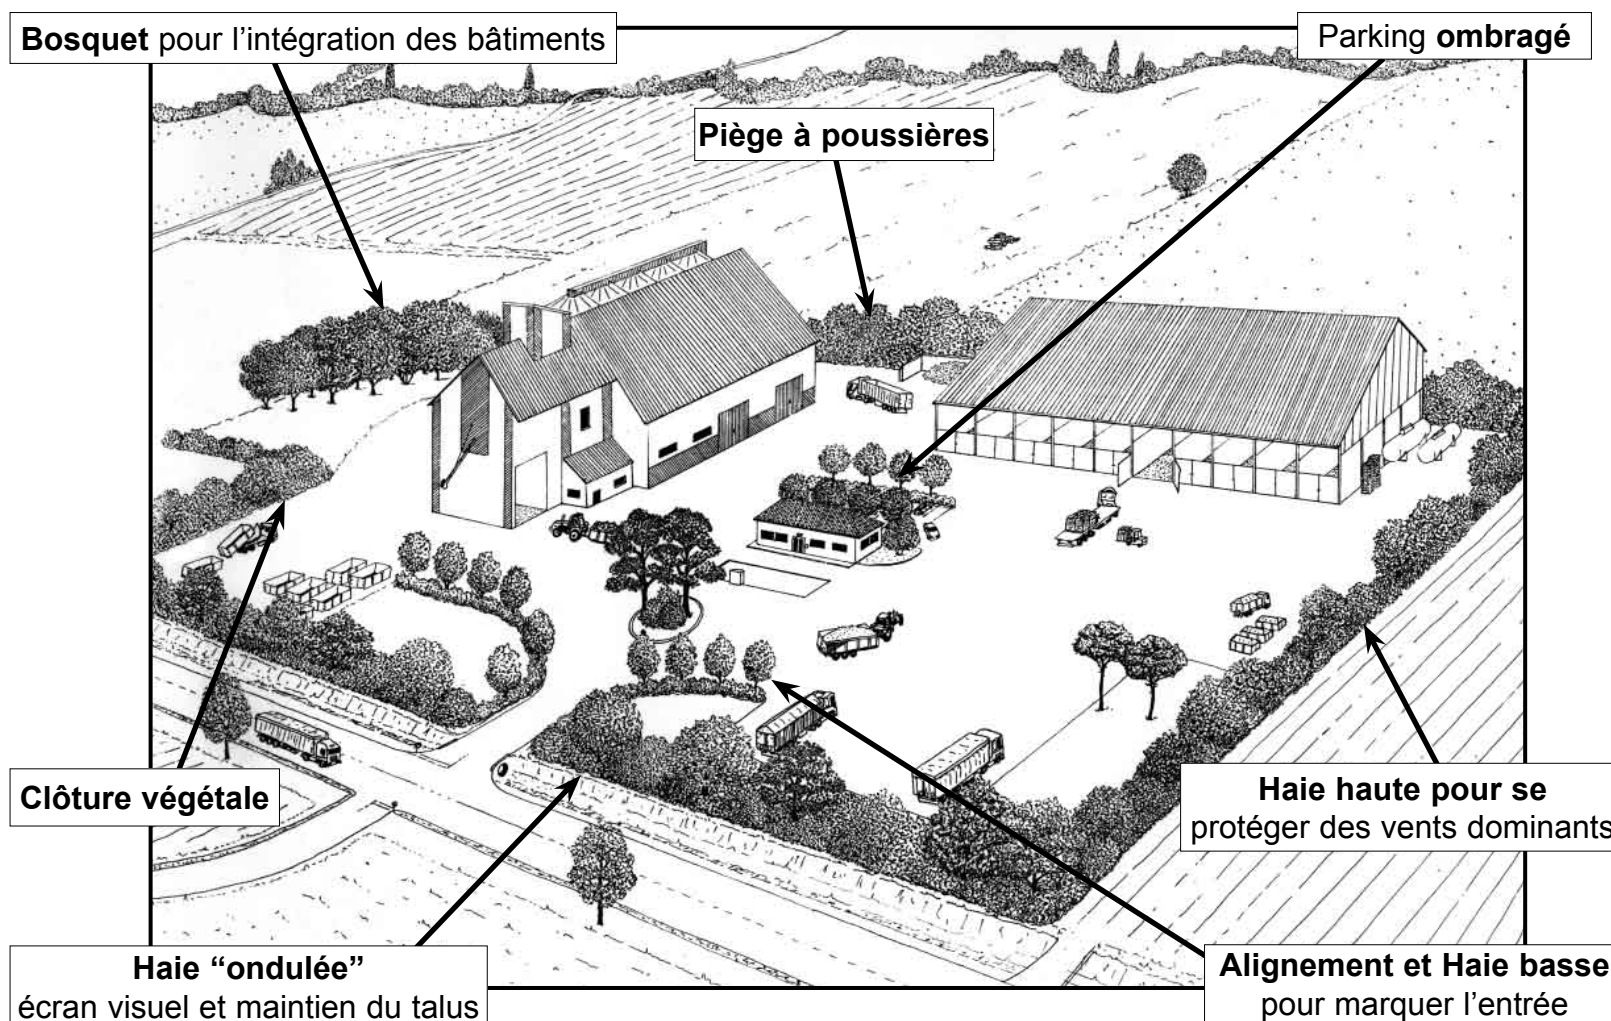 Bosquet pour l’intégration des bâtiments
Parking ombragé
Piège à poussières
Clôture végétale
Haie haute pour se
protéger des vents dominants
Haie “ondulée”
écran visuel et maintien du talus
Alignement et Haie basse
pour marquer l’entrée